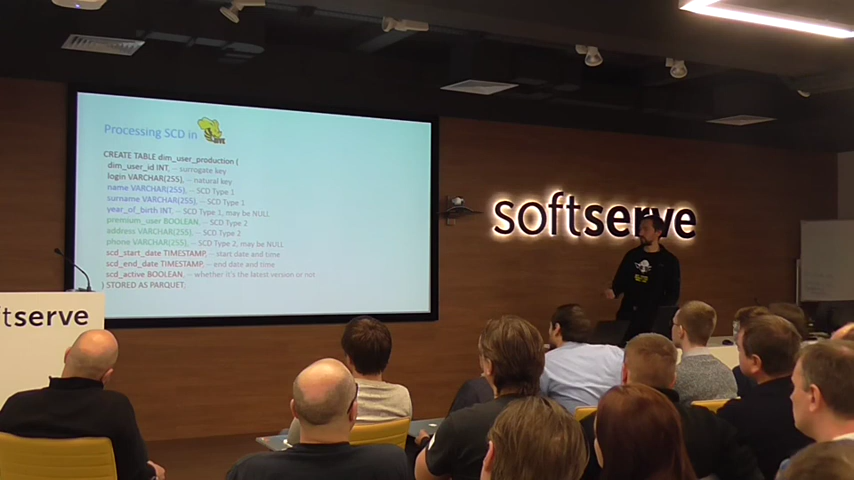 Processing SCD in
CREATE TABLE dim_user_production (
dim_user_id INT, -- surrogate key
login VARCHAR(255), -- natural key
name VARCHAR(255), -- SCD Type 1
surname VARCHAR(255), -- SCD Type 1
year_of_birth INT, -- SCD Type 1, may be NULL
premium_user BOOLEAN, -- SCD Type 2
address VARCHAR(255), -- SCD Type 2
phone VARCHAR(255), -- SCD Type 2, may be NULL
scd_start_date TIMESTAMP, -- start date and time
scd_end_date TIMESTAMP, -- end date and time
scd_active BOOLEAN, -- whether it's the latest version or not
) STORED AS PARQUET;
softserve
ftserve